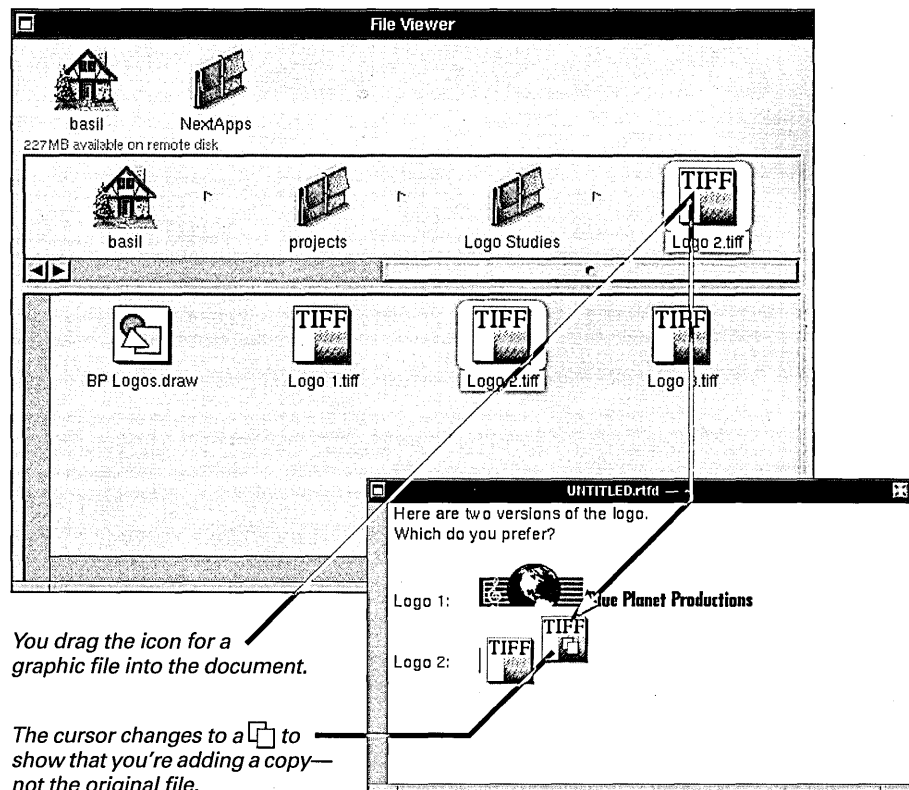 File Viewer
basil
NextApps
227MB available on remote disk
TIFF
basil
projects
Logo Studies
Logo 2.tiff
TIFF
TIFF
TIFF
BP Logos.draw
Logo 1.tiff
Logo 2.tiff
Logo 3.tiff
UNTITLED.rtfd —
Here are two versions of the logo.
Which do you prefer?
Logo 1:
Planet Productions
You drag the icon for a
graphic file into the document.
TIFF
TIFF
Logo 2:
The cursor changes to a to
show that you're adding a copy—
not the original file.